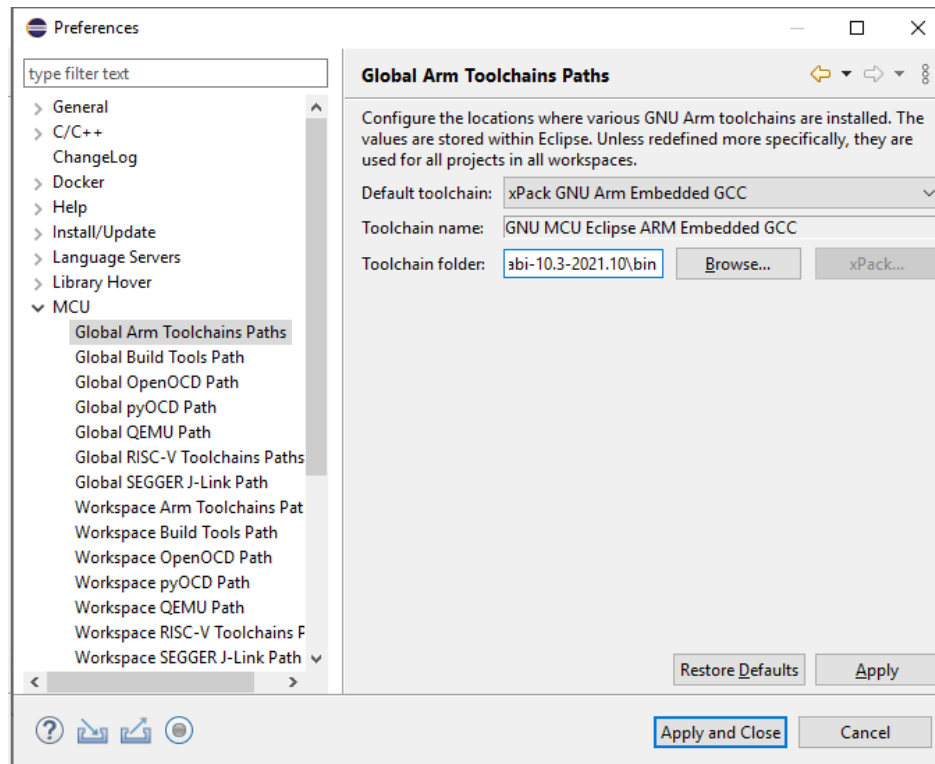 Preferences
type filter text
General
C/C++
ChangeLog
Docker
Help
Install/Update
Language Servers
Library Hover
MCU
Global Arm Toolchains Paths
Global Build Tools Path
Global OpenOCD Path
Global pyOCD Path
Global QEMU Path
Global RISC-V Toolchains Paths
Global SEGGER J-Link Path
Workspace Arm Toolchains Pat
Workspace Build Tools Path
Workspace OpenOCD Path
Workspace pyOCD Path
Workspace QEMU Path
Workspace RISC-V Toolchains P
Workspace SEGGER J-Link Path
Global Arm Toolchains Paths
Configure the locations where various GNU Arm toolchains are installed. The
values are stored within Eclipse. Unless redefined more specifically, they are
used for all projects in all workspaces.
Default toolchain: xPack GNU Arm Embedded GCC
Toolchain name: GNU MCU Eclipse ARM Embedded GCC
Toolchain folder: abi-10.3-2021.10\bin Browse... xPack...
Restore Defaults Apply
Apply and Close Cancel